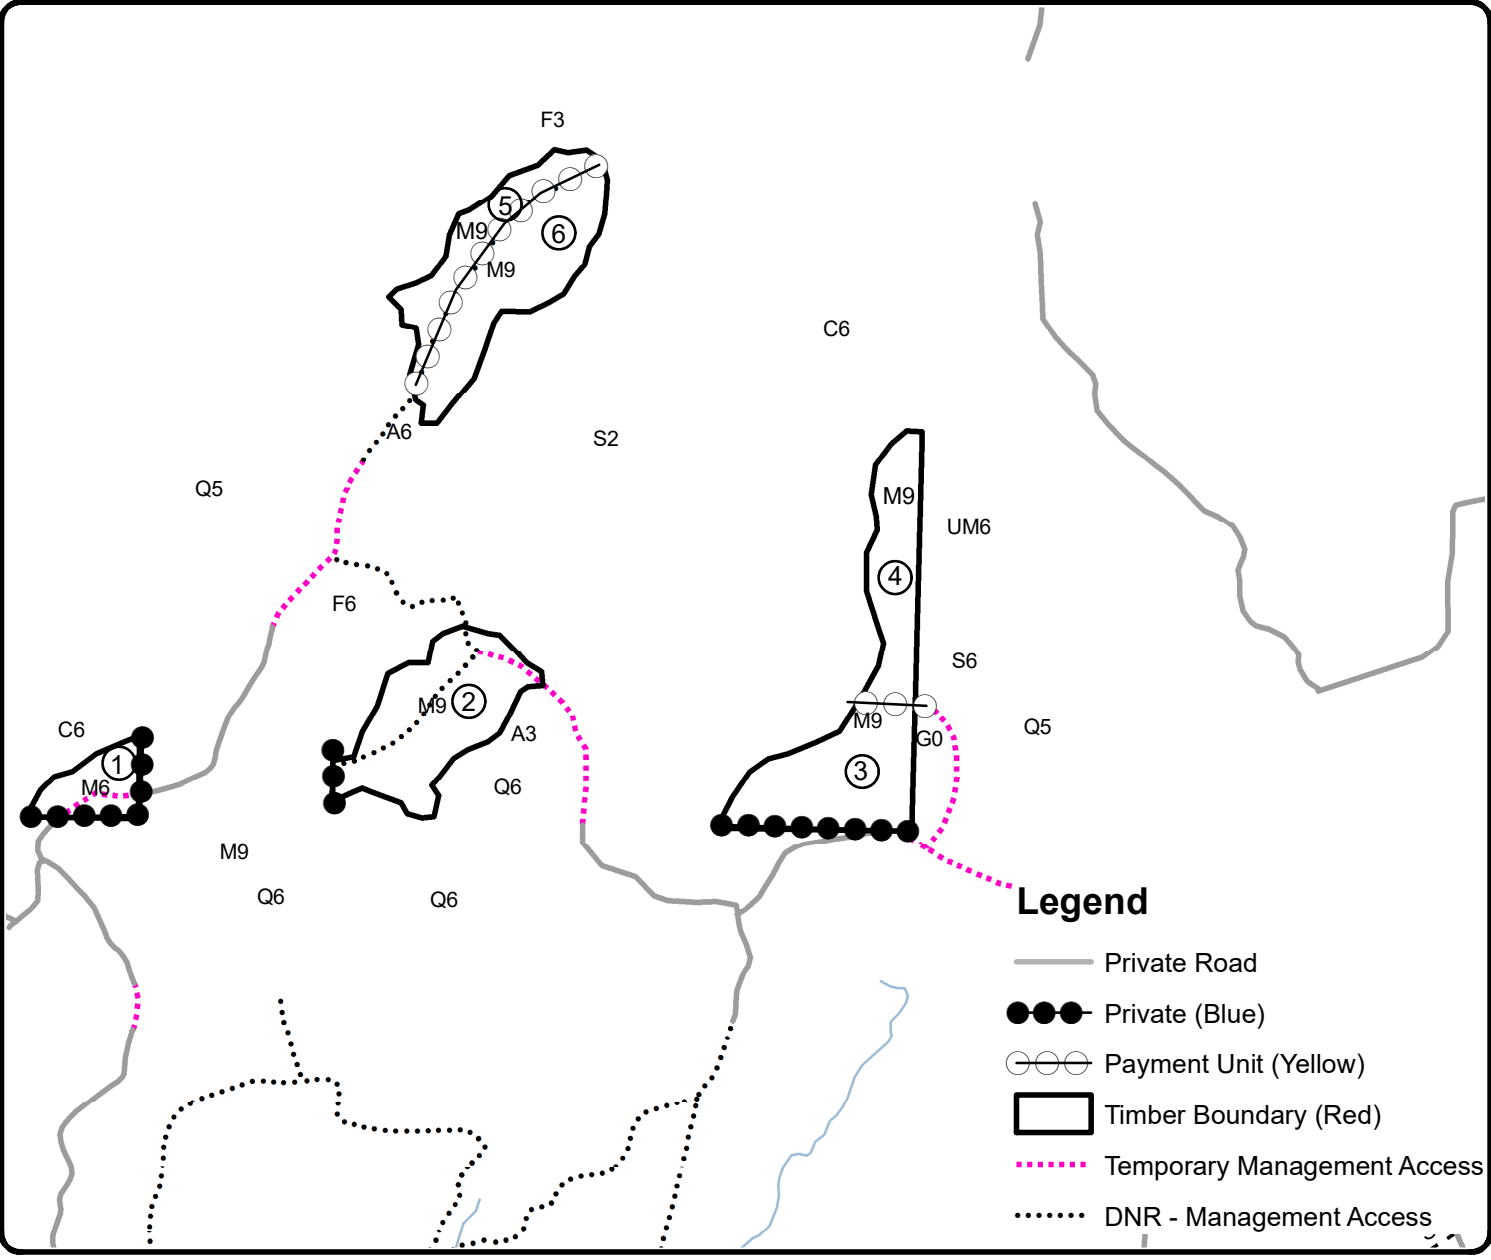 F3
5
M9
6
M9
C6
A6
S2
Q5
M9
UM6
4
F6
S6
M9
2
M9
C6
A3
G0
Q5
1
3
M6
Q6
M9
Q6
Q6
Legend
Private Road
Private (Blue)
Payment Unit (Yellow)
Timber Boundary (Red)
Temporary Management Access
DNR - Management Access